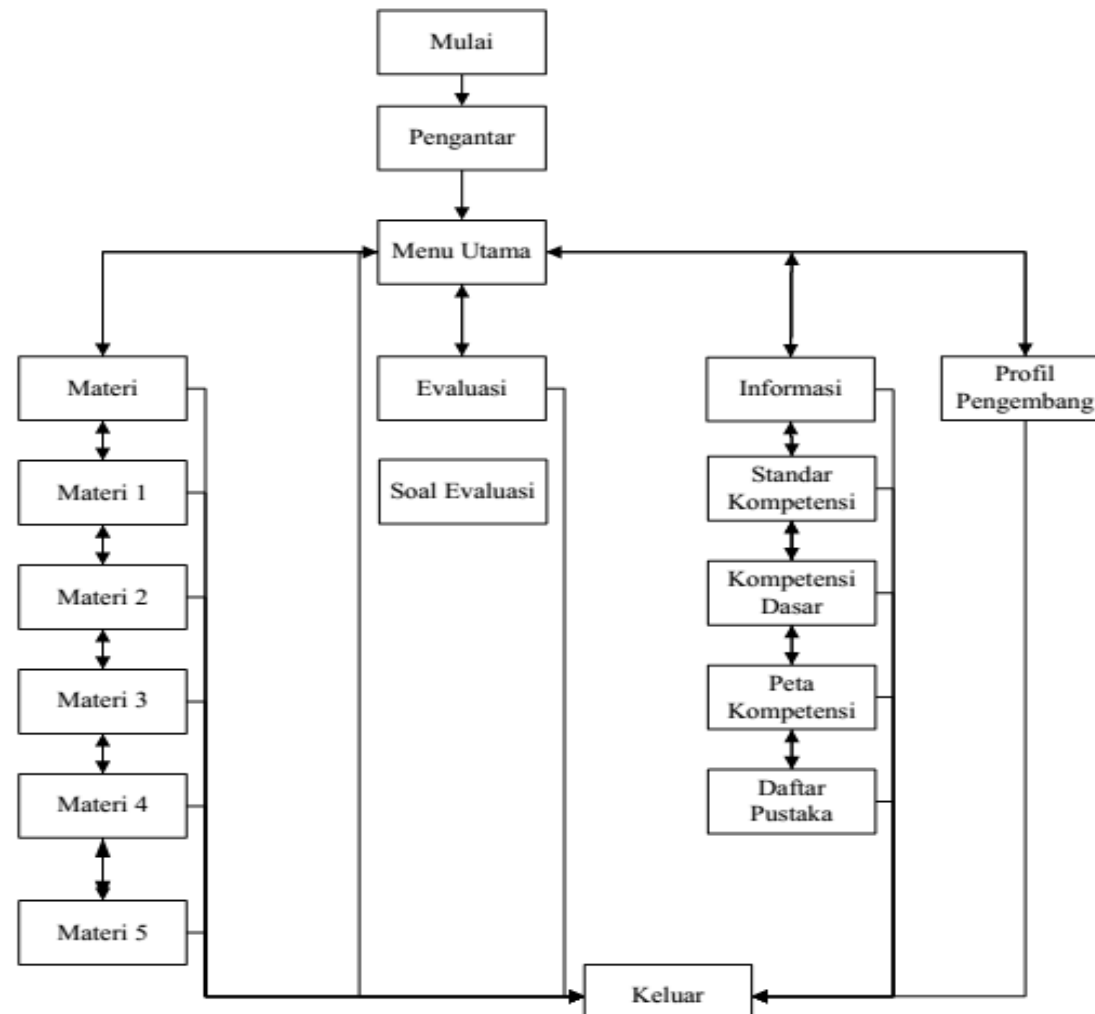 Mulai
Pengantar
Menu Utama
Materi
Evaluasi
Informasi
Profil
Pengembang
Materi 1
Soal Evaluasi
Standar
Kompetensi
Materi 2
Kompetensi
Dasar
Materi 3
Peta
Kompetensi
Materi 4
Daftar
Pustaka
Materi 5
Keluar